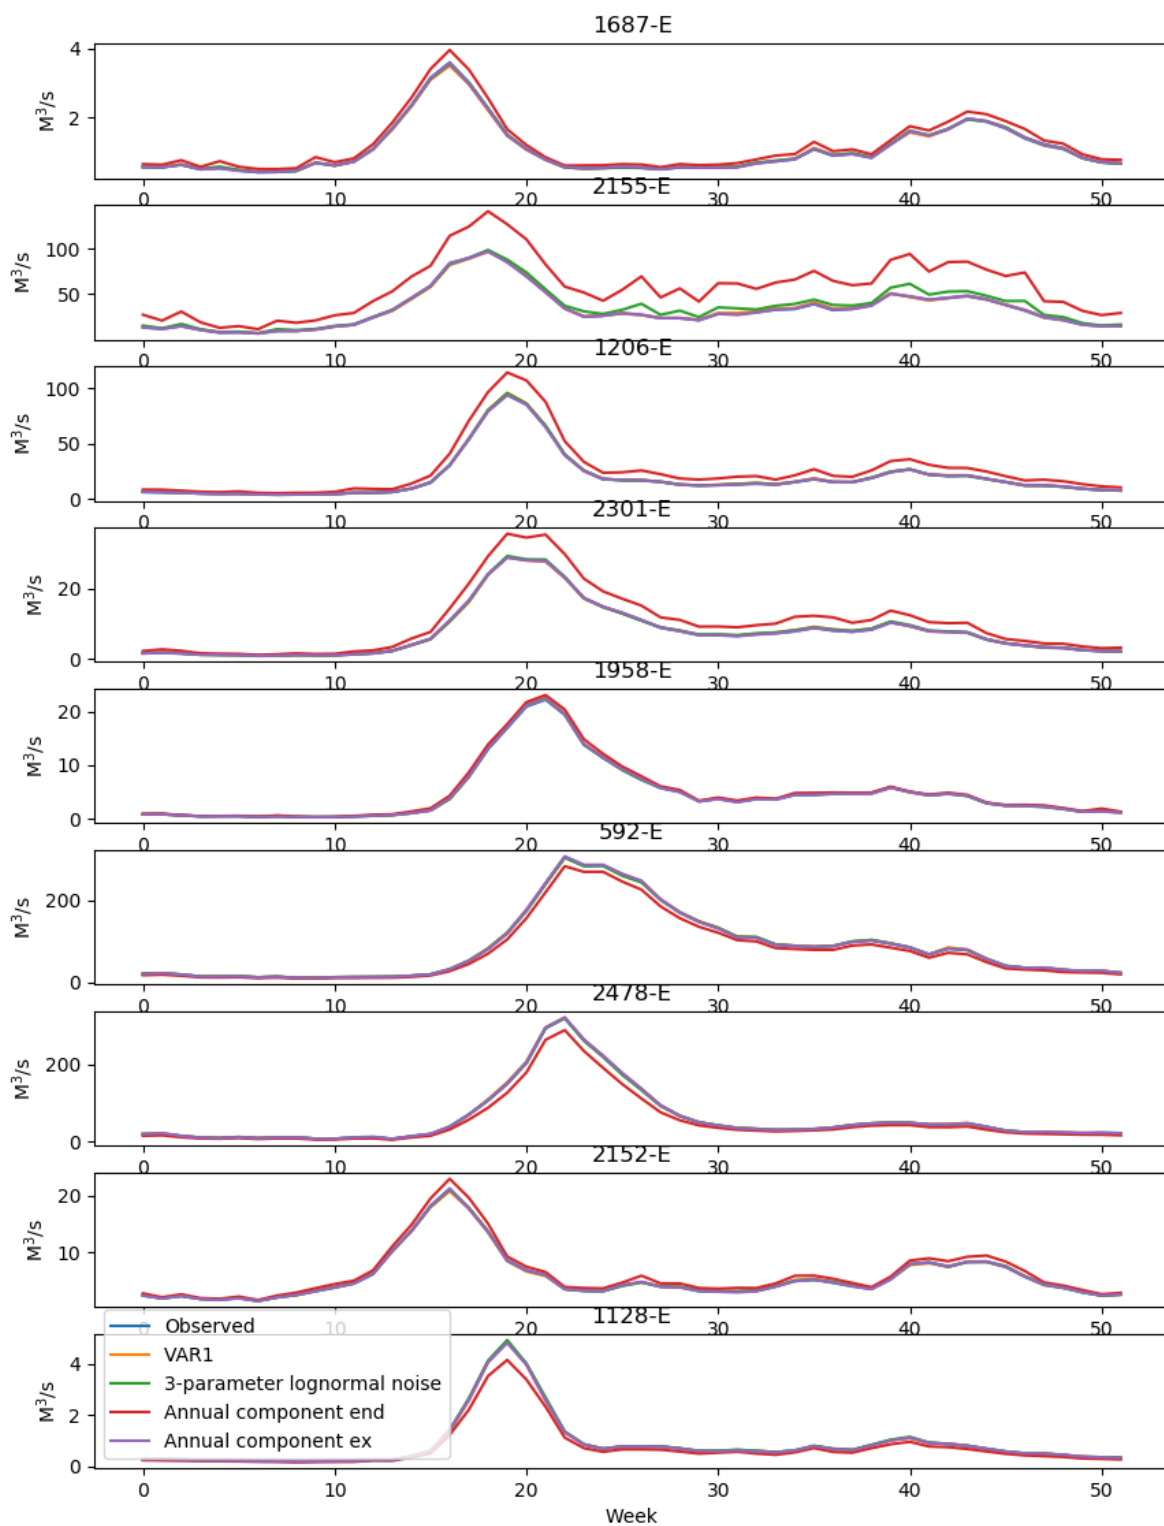 1687-E
4
2
M³/s
0 10 20 30 40 50
2155-E
100
50
M³/s
0 10 20 30 40 50
1206-E
100
50
0
M³/s
0 10 20 30 40 50
2301-E
20
0
M³/s
0 10 20 30 40 50
1958-E
20
10
0
M³/s
0 10 20 30 40 50
592-E
200
0
M³/s
0 10 20 30 40 50
2478-E
200
0
M³/s
0 10 20 30 40 50
2152-E
20
10
M³/s
0 10 20 30 40 50
1128-E
4
2
0
M³/s
Observed
VAR1
3-parameter lognormal noise
Annual component end
Annual component ex
0 10 20 30 40 50
Week